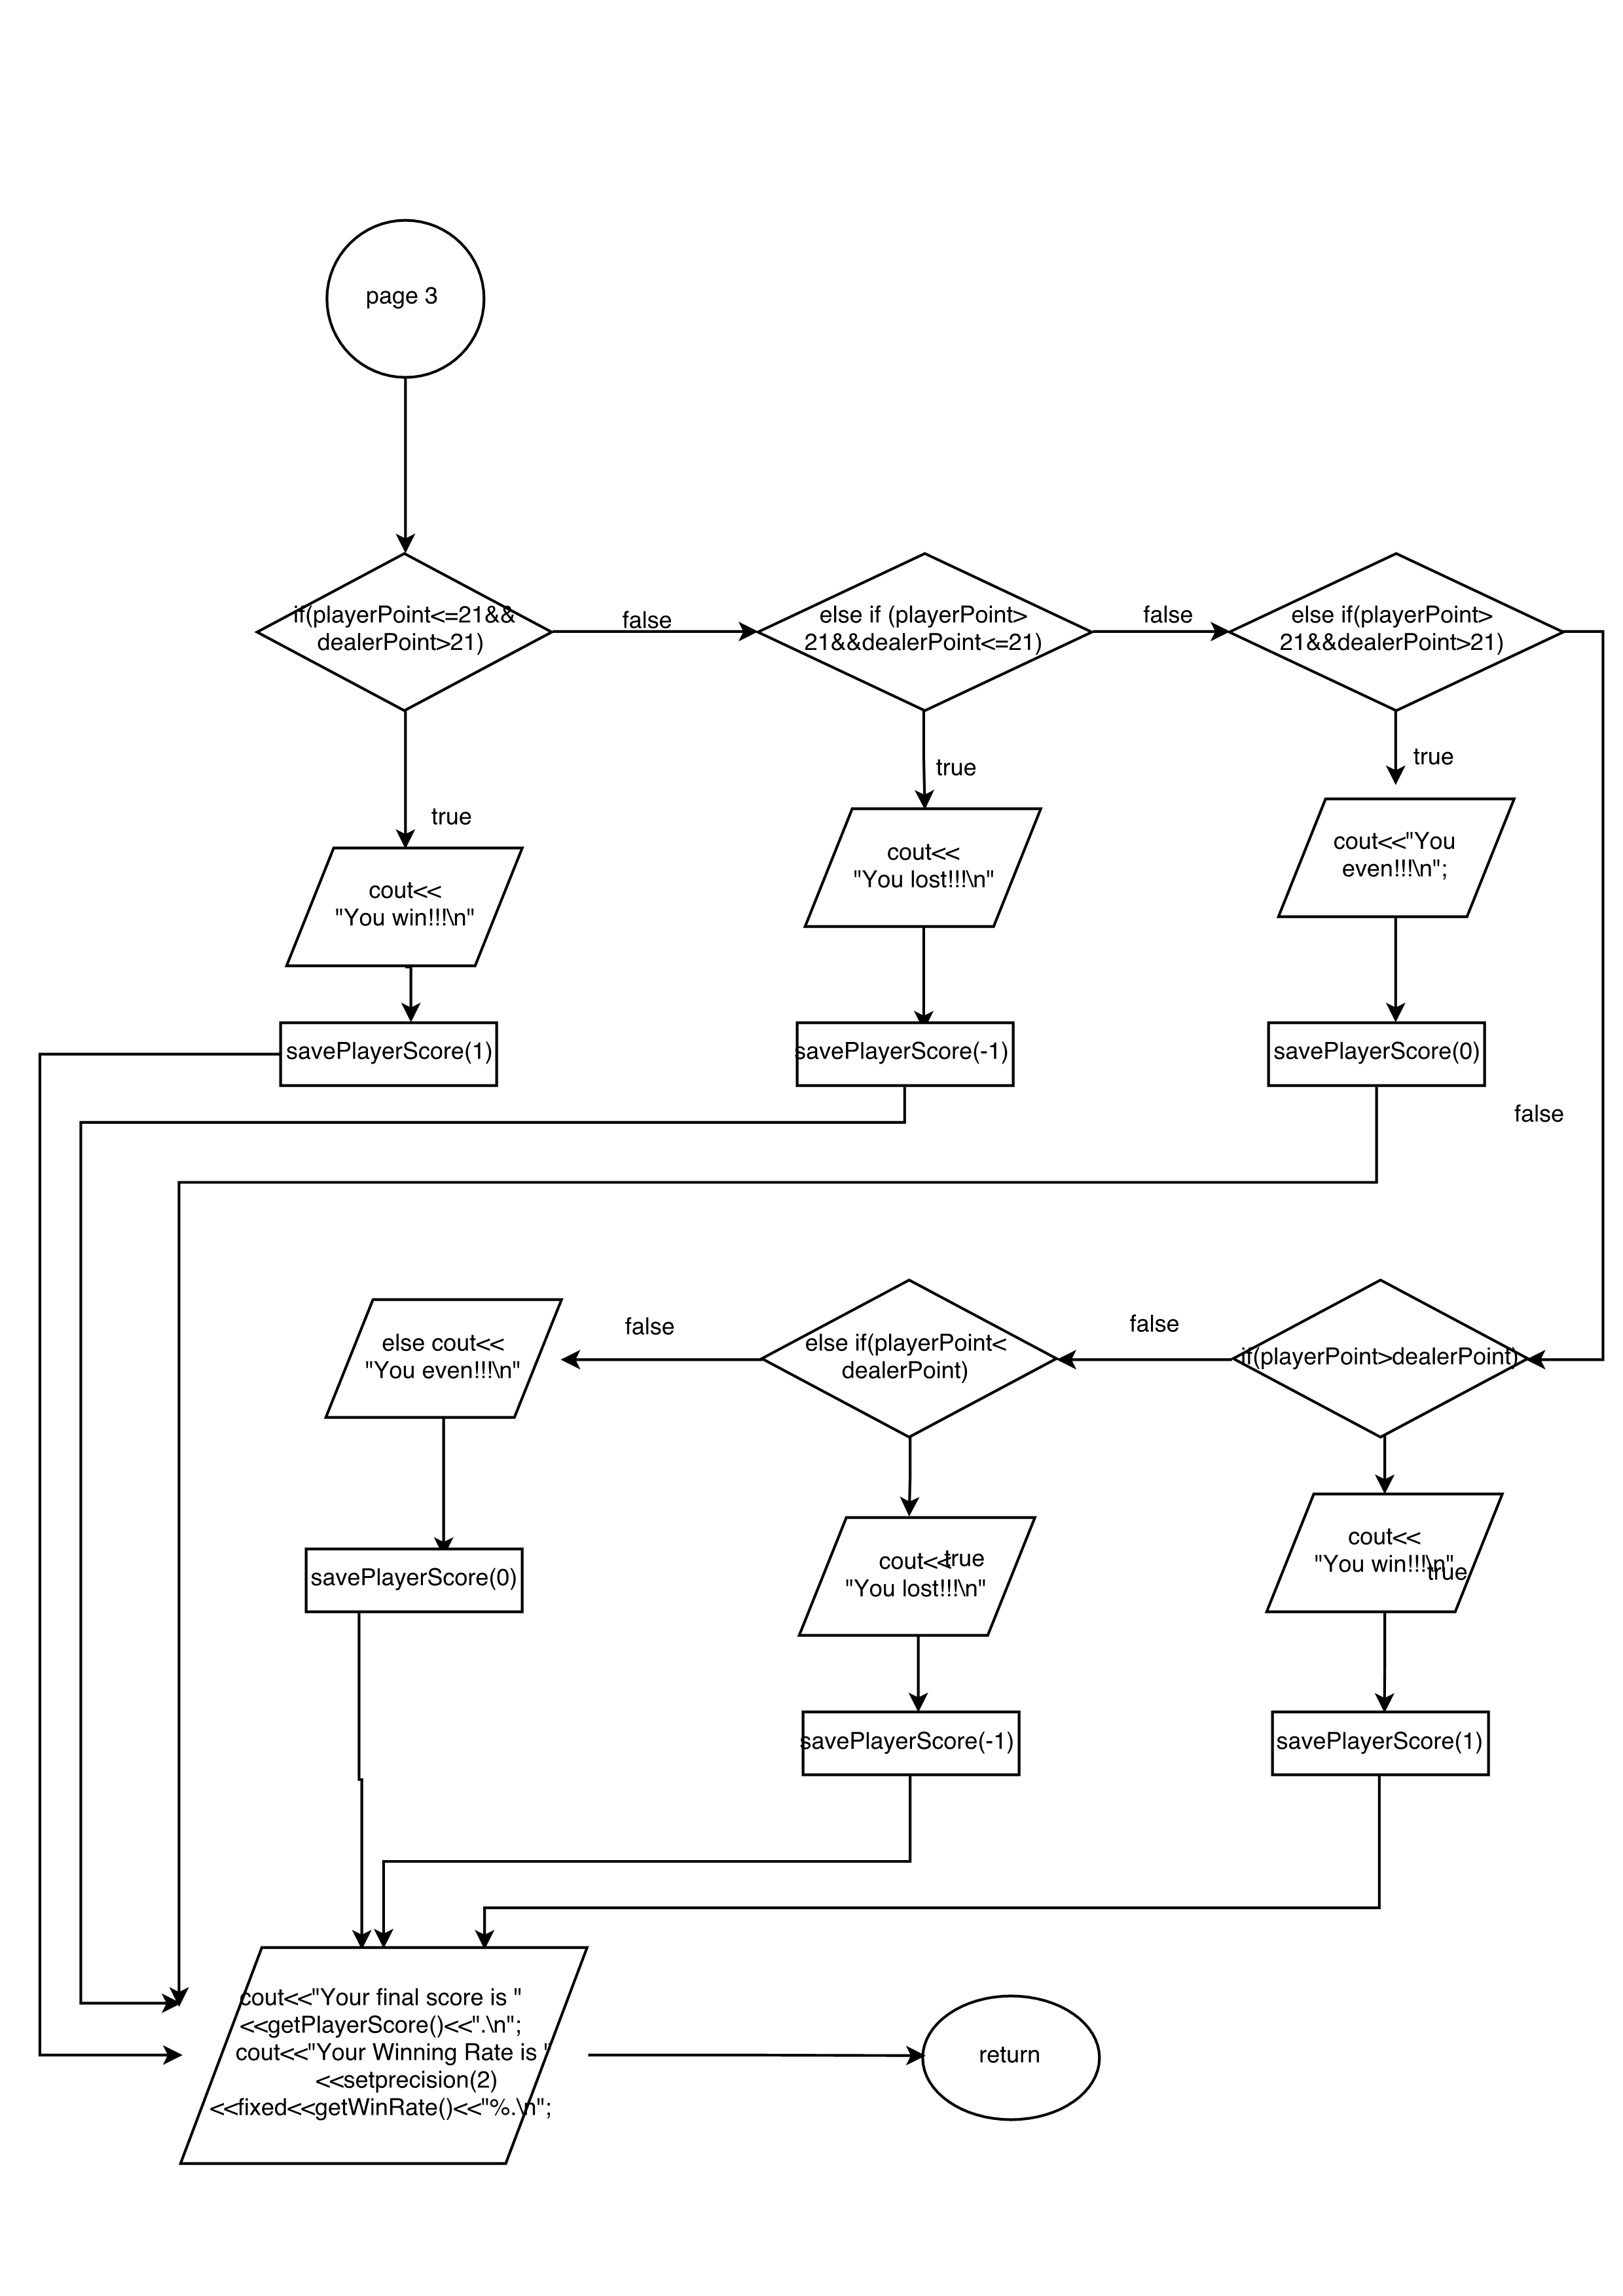 page 3
if(playerPoint<=21&&
dealerPoint>21)
false
else if (playerPoint>
21&&dealerPoint<=21)
false
else if(playerPoint>
21&&dealerPoint>21)
true
true
true
cout<<
"You win!!!\n"
cout<<
"You lost!!!\n"
cout<<"You
even!!!\n";
savePlayerScore(1)
savePlayerScore(-1)
savePlayerScore(0)
false
else cout<<
"You even!!!\n"
false
else if(playerPoint<
dealerPoint)
false
if(playerPoint>dealerPoint)
savePlayerScore(0)
cout<<
"You lost!!!\n"
true
cout<<
"You win!!!\n"
true
savePlayerScore(-1)
savePlayerScore(1)
cout<<"Your final score is "
<<getPlayerScore()<<".\n";
cout<<"Your Winning Rate is "
<<setprecision(2)
<<fixed<<getWinRate()<<"%.\n";
return